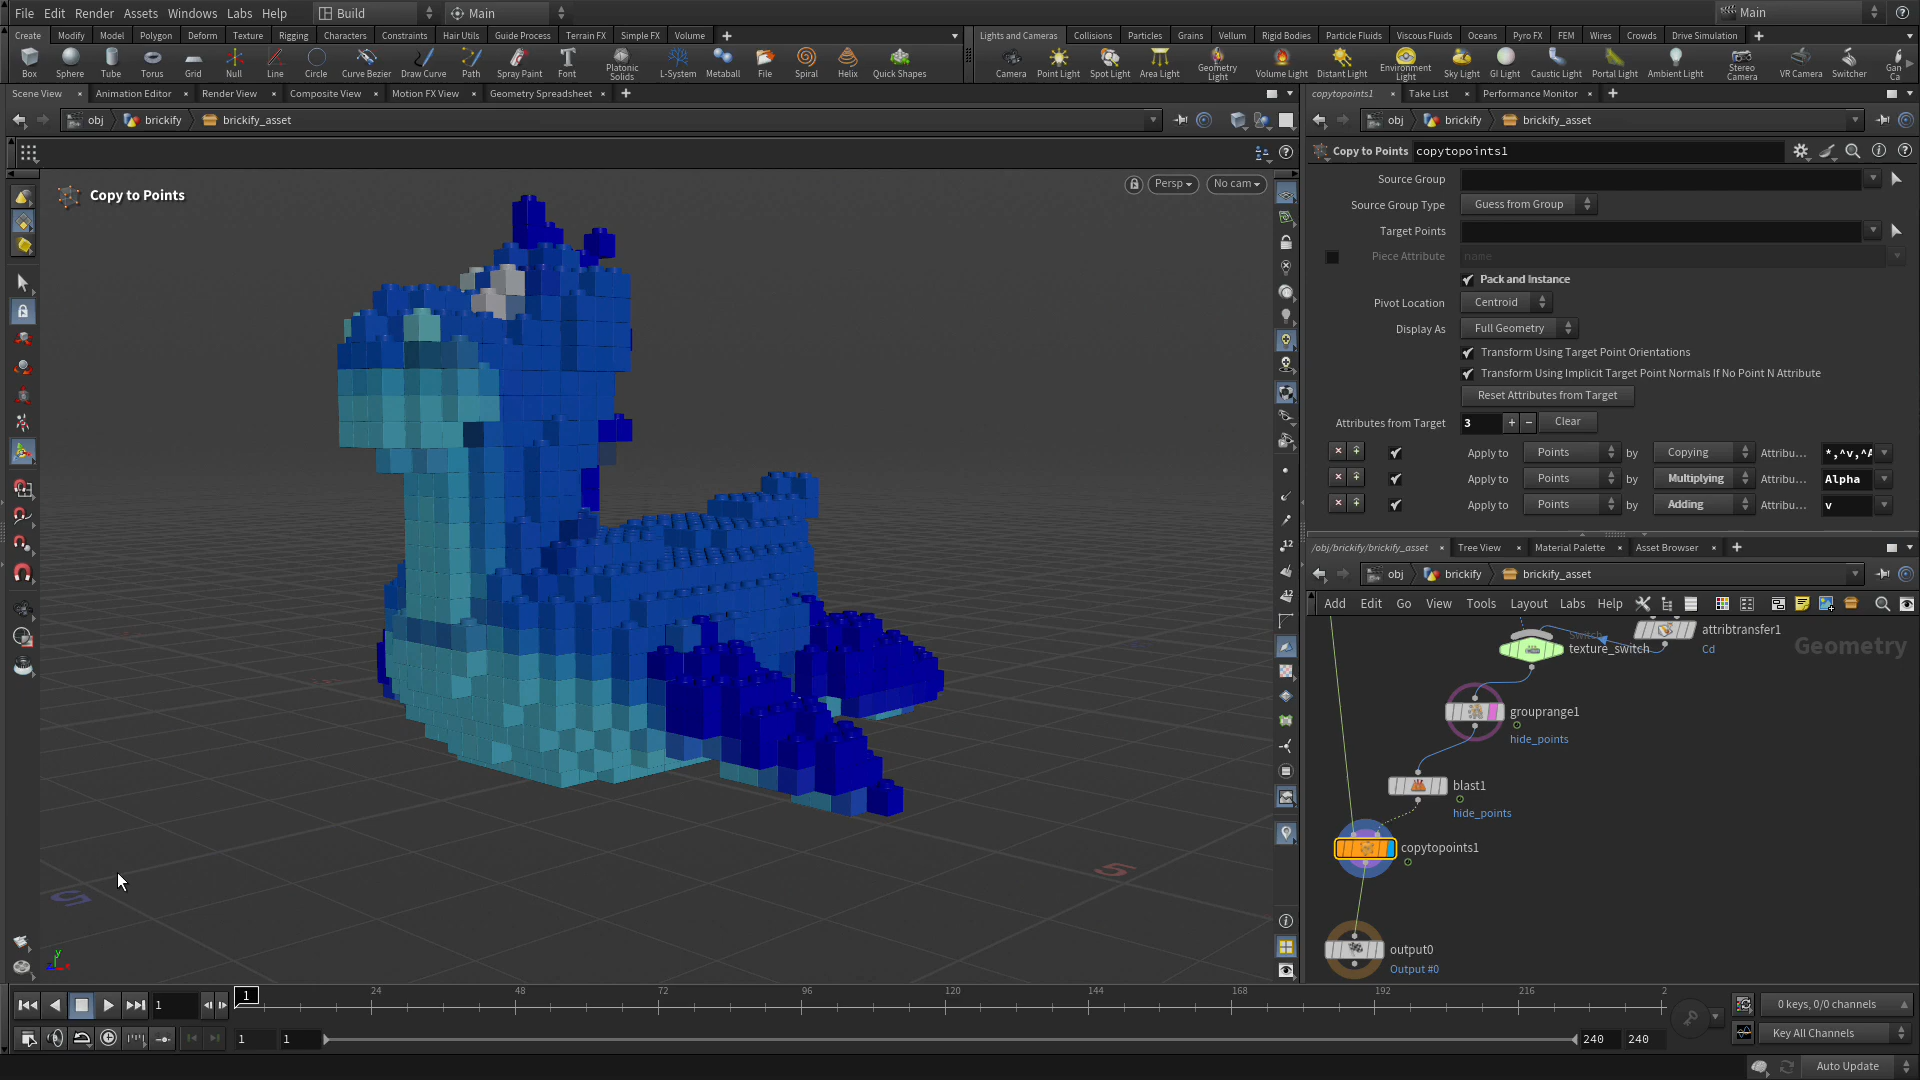 File Edit Render Assets Windows Labs Help Build Main Main
Create Modify Model Polygon Deform Texture Rigging Characters Constraints Hair Utils Guide Process Terrain FX Simple FX Volume
Lights and Cameras Collisions Particles Grains Vellum Rigid Bodies Particle Fluids Viscous Fluids Oceans Pyro FX FEM Wires Crowds Drive Simulation
Box Sphere Tube Torus Grid Null Line Circle Curve Bezier Draw Curve Path Spray Paint Font Platonic Solids L-System Metaball File Spiral Helix Quick Shapes
Camera Point Light Spot Light Area Light Geometry Light Volume Light Distant Light Environment Light Sky Light GI Light Caustic Light Portal Light Ambient Light Stereo Camera VR Camera Switcher Gan Ca
Scene View Animation Editor Render View Composite View Motion FX View Geometry Spreadsheet
copytopoints1 Take List Performance Monitor
obj brickify brickify_asset
obj brickify brickify_asset
Copy to Points copytopoints1
Copy to Points
Persp No cam
Source Group
Source Group Type Guess from Group
Target Points
Piece Attribute name
Pack and Instance
Pivot Location Centroid
Display As Full Geometry
Transform Using Target Point Orientations
Transform Using Implicit Target Point Normals If No Point N Attribute
Reset Attributes from Target
Attributes from Target 3 + − Clear
Apply to Points by Copying Attribu... *,^v,^A
Apply to Points by Multiplying Attribu... Alpha
Apply to Points by Adding Attribu... v
/obj/brickify/brickify_asset Tree View Material Palette Asset Browser
obj brickify brickify_asset
Add Edit Go View Tools Layout Labs Help
Geometry
attribtransfer1
Cd
Switch
texture_switch
grouprange1
hide_points
blast1
hide_points
copytopoints1
output0
Output #0
12
12
5
5
y
1 1 24 48 72 96 120 144 168 192 216 2
0 keys, 0/0 channels
1 1 240 240
Key All Channels
Auto Update